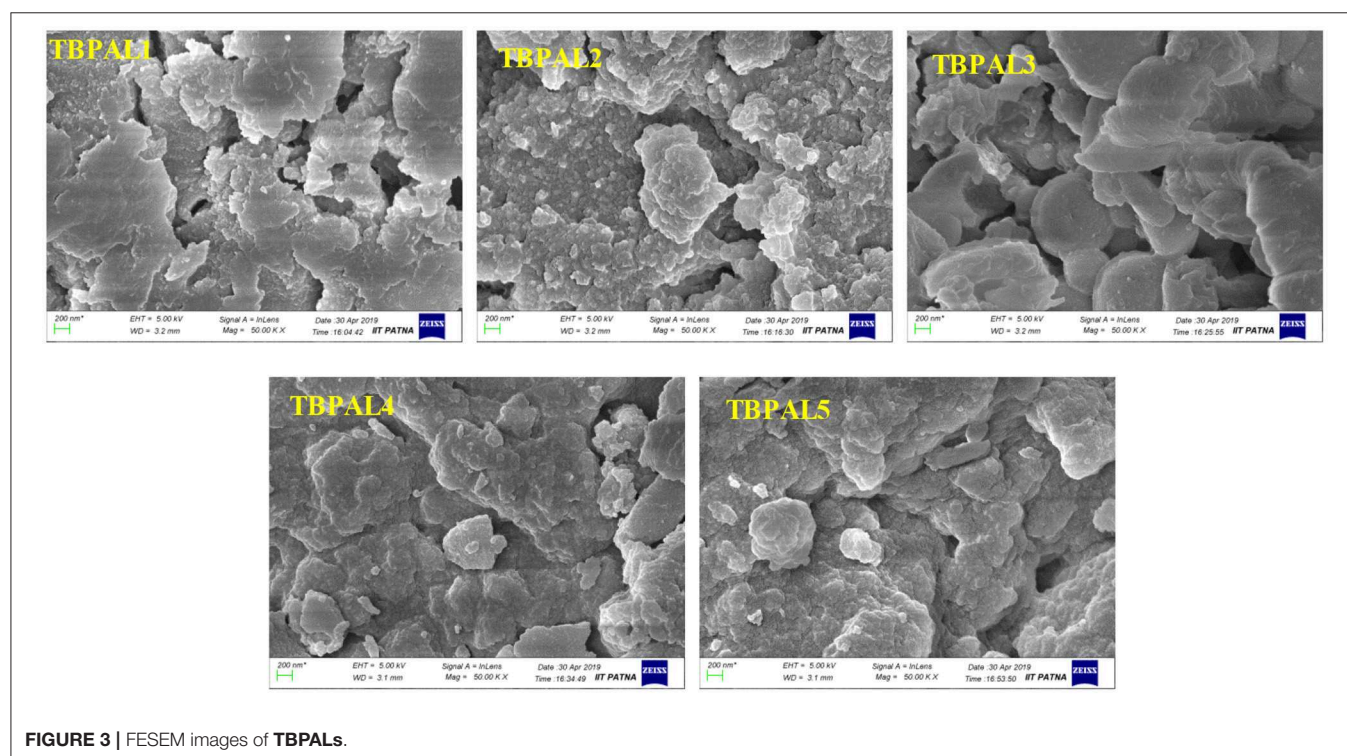 TBPAL1
200 nm*
EHT = 5.00 kV
Signal A = InLens
Date :30 Apr 2019
WD = 3.2 mm
Mag = 50.00 K X
Time :16:04:42
IIT PATNA
ZEISS
TBPAL2
200 nm*
EHT = 5.00 kV
Signal A = InLens
Date :30 Apr 2019
WD = 3.2 mm
Mag = 50.00 K X
Time :16:16:30
IIT PATNA
ZEISS
TBPAL3
200 nm*
EHT = 5.00 kV
Signal A = InLens
Date :30 Apr 2019
WD = 3.2 mm
Mag = 50.00 K X
Time :16:25:55
IIT PATNA
ZEISS
TBPAL4
200 nm*
EHT = 5.00 kV
Signal A = InLens
Date :30 Apr 2019
WD = 3.1 mm
Mag = 50.00 K X
Time :16:34:49
IIT PATNA
ZEISS
TBPAL5
200 nm*
EHT = 5.00 kV
Signal A = InLens
Date :30 Apr 2019
WD = 3.1 mm
Mag = 50.00 K X
Time :16:53:50
IIT PATNA
ZEISS
FIGURE 3 | FESEM images of TBPALs.